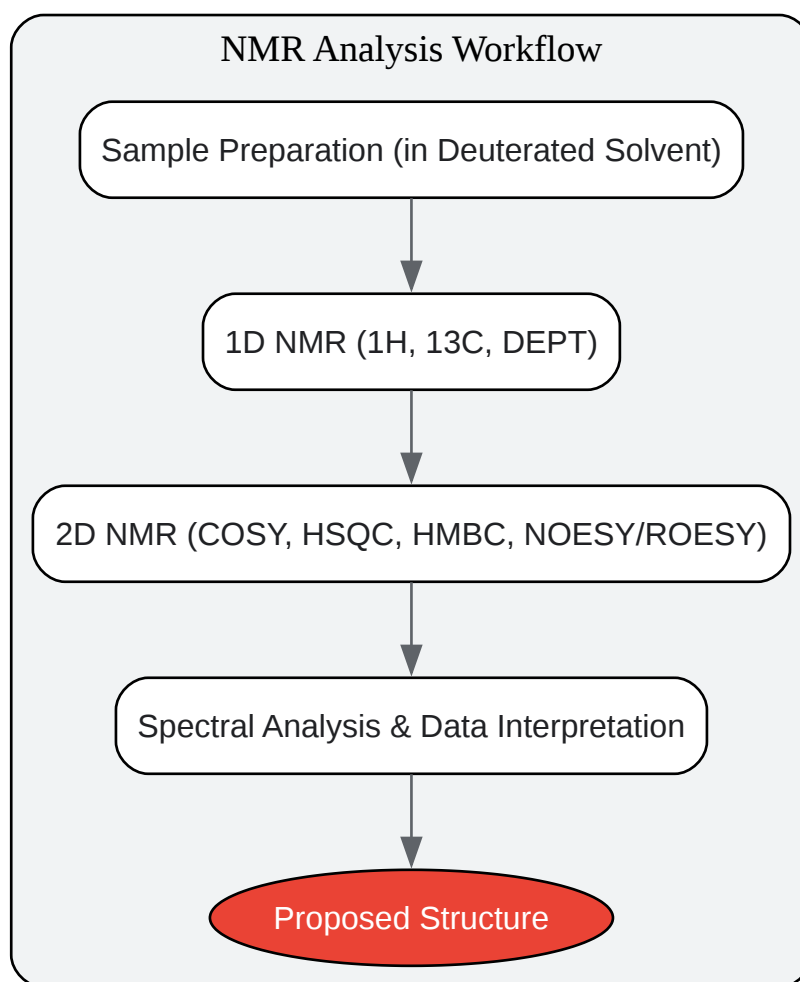 NMR Analysis Workflow
Sample Preparation (in Deuterated Solvent)
1D NMR (1H, 13C, DEPT)
2D NMR (COSY, HSQC, HMBC, NOESY/ROESY)
Spectral Analysis & Data Interpretation
Proposed Structure